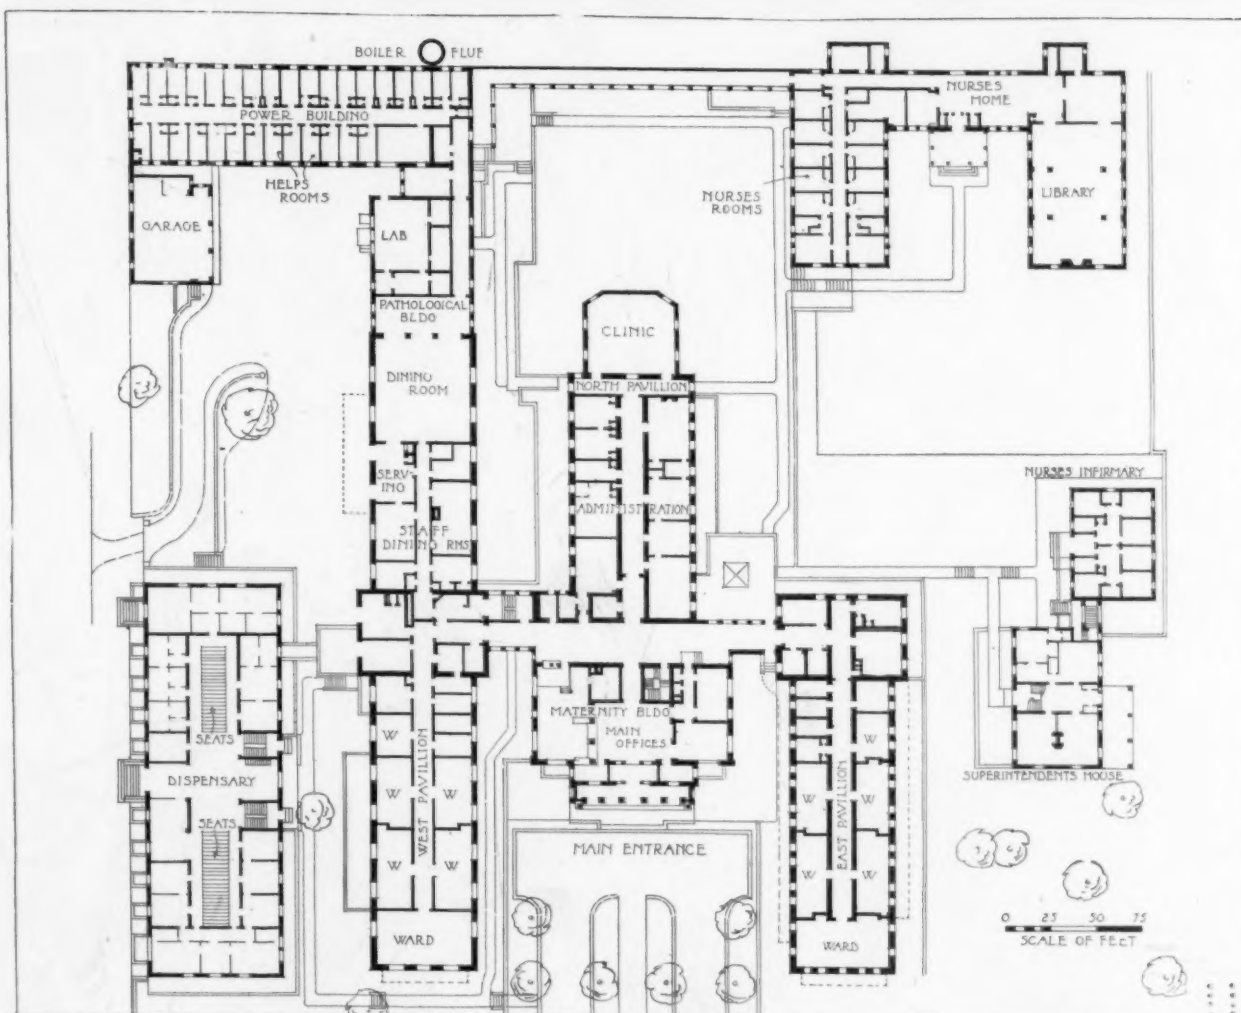 BOILER FLUE
POWER BUILDING
HELPS
ROOMS
GARAGE
LAB
PATHOLOGICAL
BLDG
DINING
ROOM
SERV-
ING
STAFF
DINING RMS
NURSES
HOME
NURSES
ROOMS
LIBRARY
CLINIC
NORTH PAVILLION
ADMINISTRATION
NURSES INFIRMARY
SUPERINTENDENTS HOUSE
SEATS
DISPENSARY
SEATS
W
W
W
W
W
WEST PAVILLION
WARD
MATERNITY BLDG
MAIN
OFFICES
MAIN ENTRANCE
W
W
W
W
W
EAST PAVILLION
WARD
0 25 50 75
SCALE OF FEET